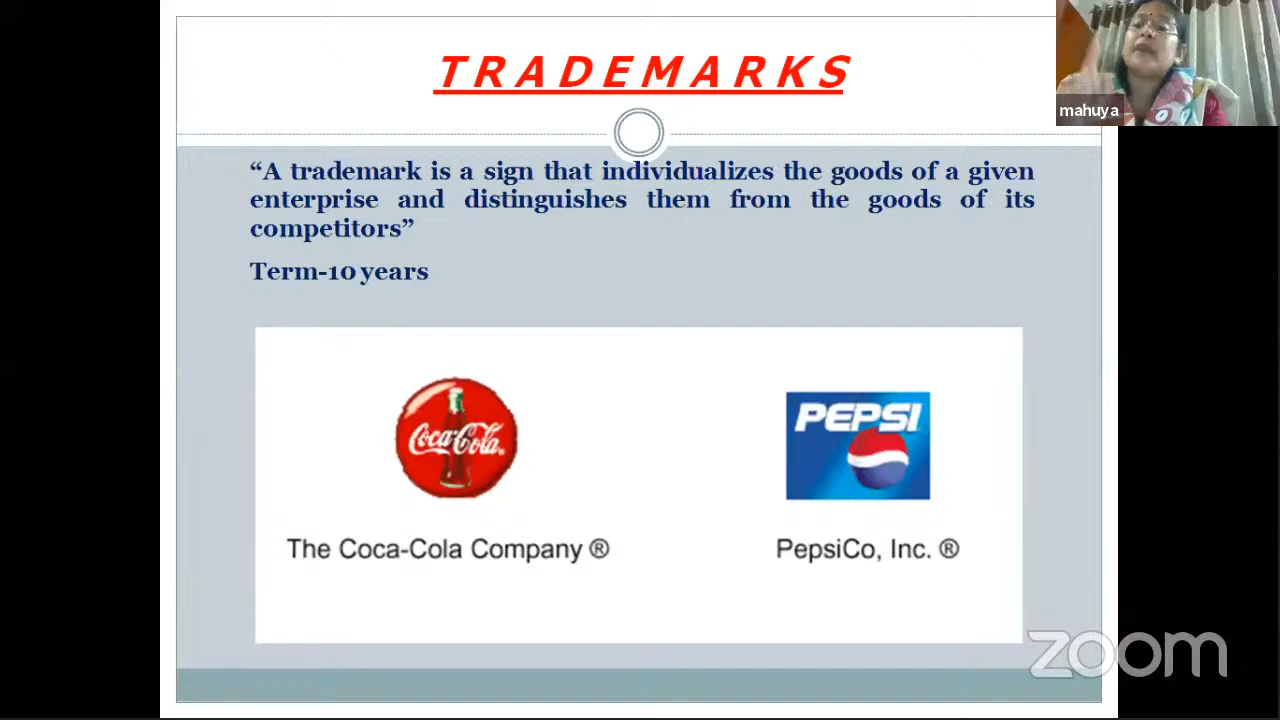 TRADEMARKS
mahuya
“A trademark is a sign that individualizes the goods of a given
enterprise and distinguishes them from the goods of its
competitors”
Term-10 years
Coca-Cola
PEPSI
The Coca-Cola Company ®
PepsiCo, Inc. ®
zoom